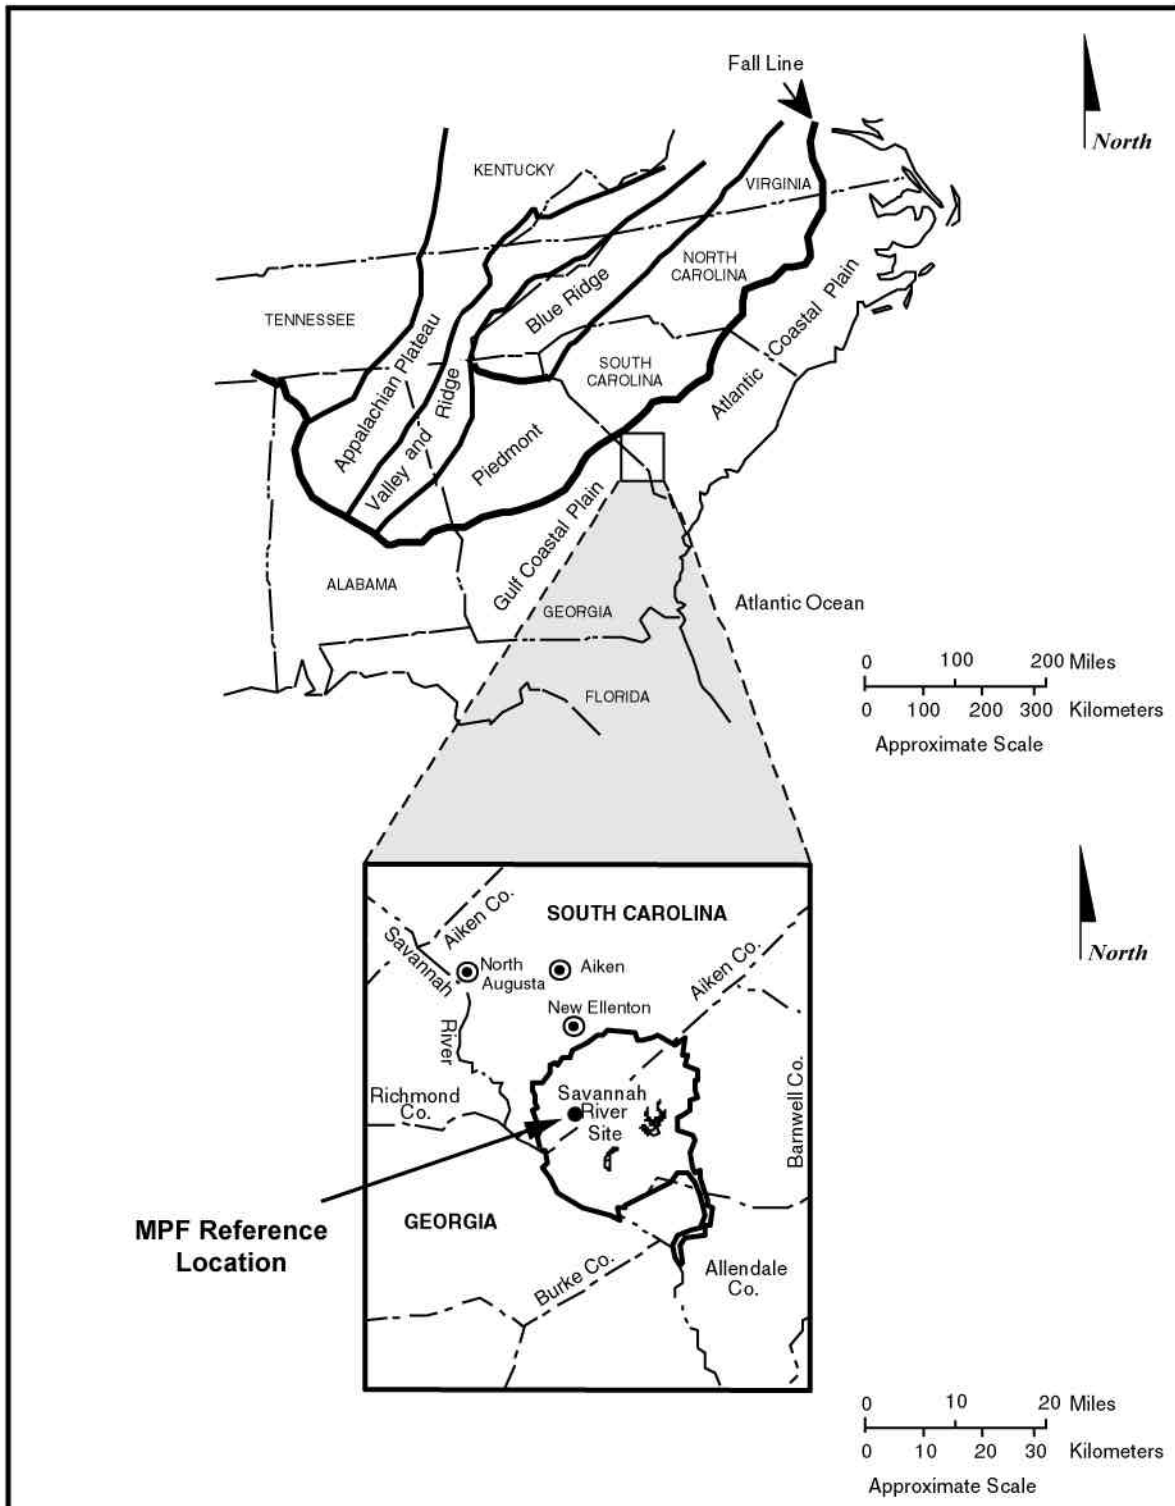 Fall Line
North
KENTUCKY
VIRGINIA
NORTH
CAROLINA
Blue Ridge
TENNESSEE
Appalachian Plateau
Valley and
Ridge
SOUTH
CAROLINA
Atlantic Coastal Plain
Piedmont
Gulf Coastal Plain
ALABAMA
GEORGIA
Atlantic Ocean
FLORIDA
0 100 200 Miles
0 100 200 300 Kilometers
Approximate Scale
North
Aiken Co.
SOUTH CAROLINA
Savannah
River
North
Augusta
Aiken
Aiken Co.
New Ellenton
Richmond
Co.
Savannah
River
Site
Barnwell Co.
MPF Reference
Location
GEORGIA
Burke Co.
Allendale
Co.
0 10 20 Miles
0 10 20 30 Kilometers
Approximate Scale